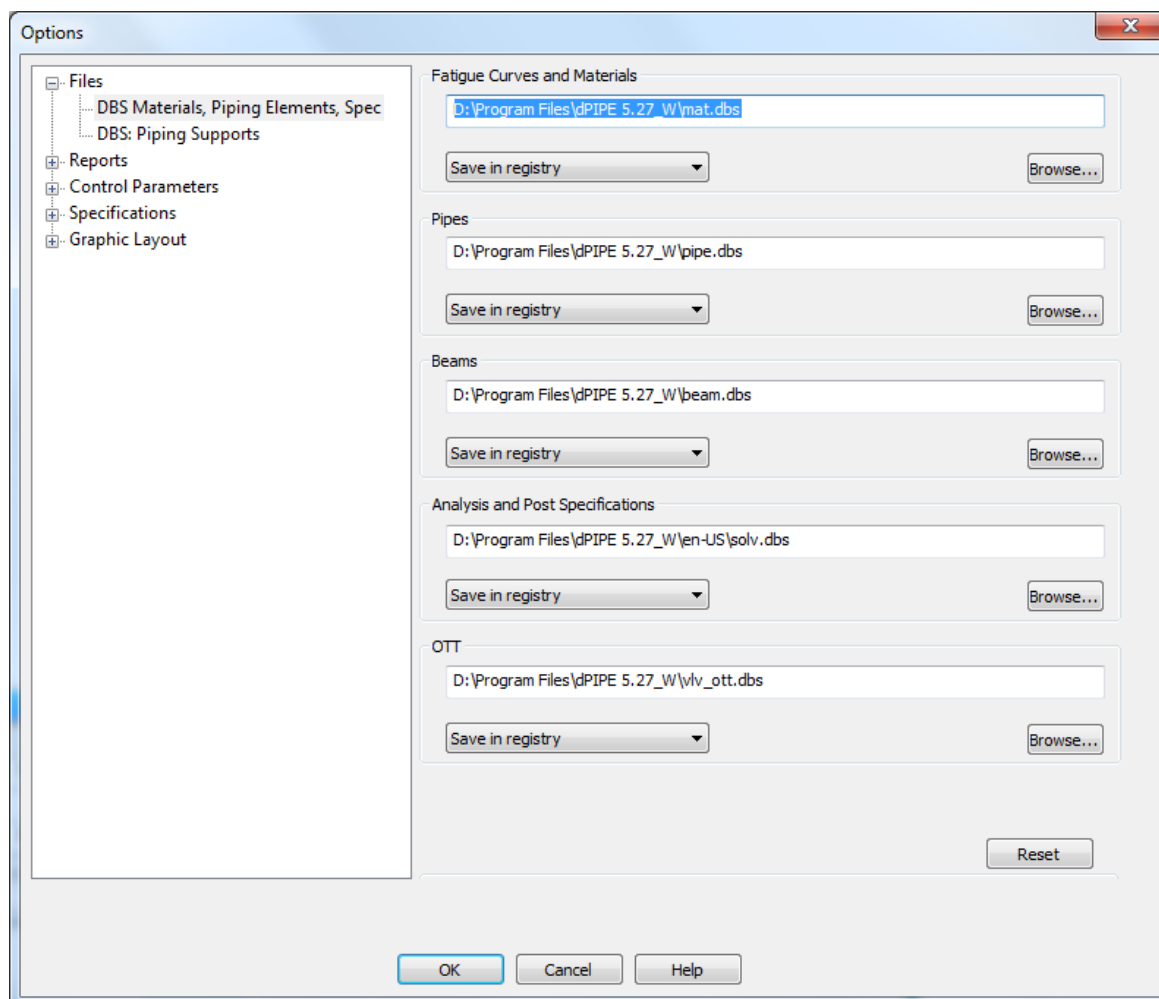 Options
Files
DBS Materials, Piping Elements, Spec
DBS: Piping Supports
Reports
Control Parameters
Specifications
Graphic Layout
Fatigue Curves and Materials
D:\Program Files\dPIPE 5.27_W\mat.dbs
Save in registry
Browse...
Pipes
D:\Program Files\dPIPE 5.27_W\pipe.dbs
Save in registry
Browse...
Beams
D:\Program Files\dPIPE 5.27_W\beam.dbs
Save in registry
Browse...
Analysis and Post Specifications
D:\Program Files\dPIPE 5.27_W\en-US\solv.dbs
Save in registry
Browse...
OTT
D:\Program Files\dPIPE 5.27_W\vlv_ott.dbs
Save in registry
Browse...
Reset
OK
Cancel
Help